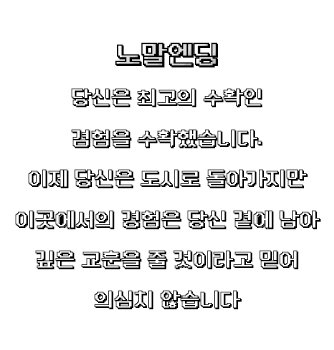 노말엔딩
당신은 최고의 수확인
경험을 수확했습니다.
이제 당신은 도시로 돌아가지만
이곳에서의 경험은 당신 곁에 남아
깊은 교훈을 줄 것이라고 믿어
의심치 않습니다